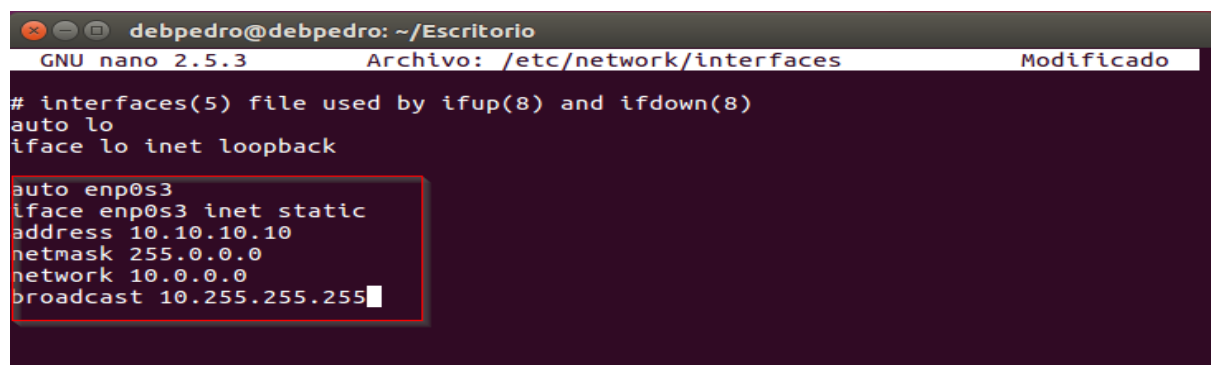 debpedro@debpedro: ~/Escritorio
GNU nano 2.5.3 Archivo: /etc/network/interfaces Modificado
# interfaces(5) file used by ifup(8) and ifdown(8)
auto lo
iface lo inet loopback
auto enp0s3
iface enp0s3 inet static
address 10.10.10.10
netmask 255.0.0.0
network 10.0.0.0
broadcast 10.255.255.255